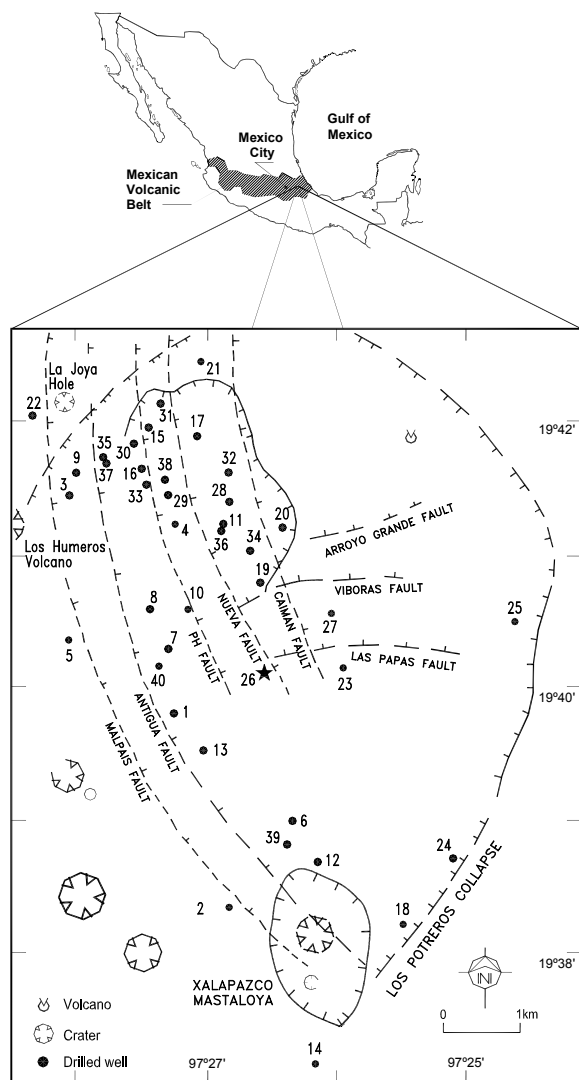 Gulf of
Mexico
Mexico
City
Mexican
Volcanic
Belt
La Joya
Hole
21
22
31
15
17
19°42'
30
35
9
37
16
38
32
3
33
29
28
4
11
20
36
ARROYO GRANDE FAULT
Los Humeros
Volcano
34
19
VIBORAS FAULT
8
10
NUEVA FAULT
CAIMAN FAULT
27
25
5
7
PH FAULT
LAS PAPAS FAULT
40
26
23
19°40'
ANTIGUA FAULT
MALPAIS FAULT
1
13
6
39
12
24
2
18
LOS POTREROS COLLAPSE
19°38'
XALAPAZCO
MASTALOYA
N
Volcano
Crater
0 1km
Drilled well
14
97°27'
97°25'